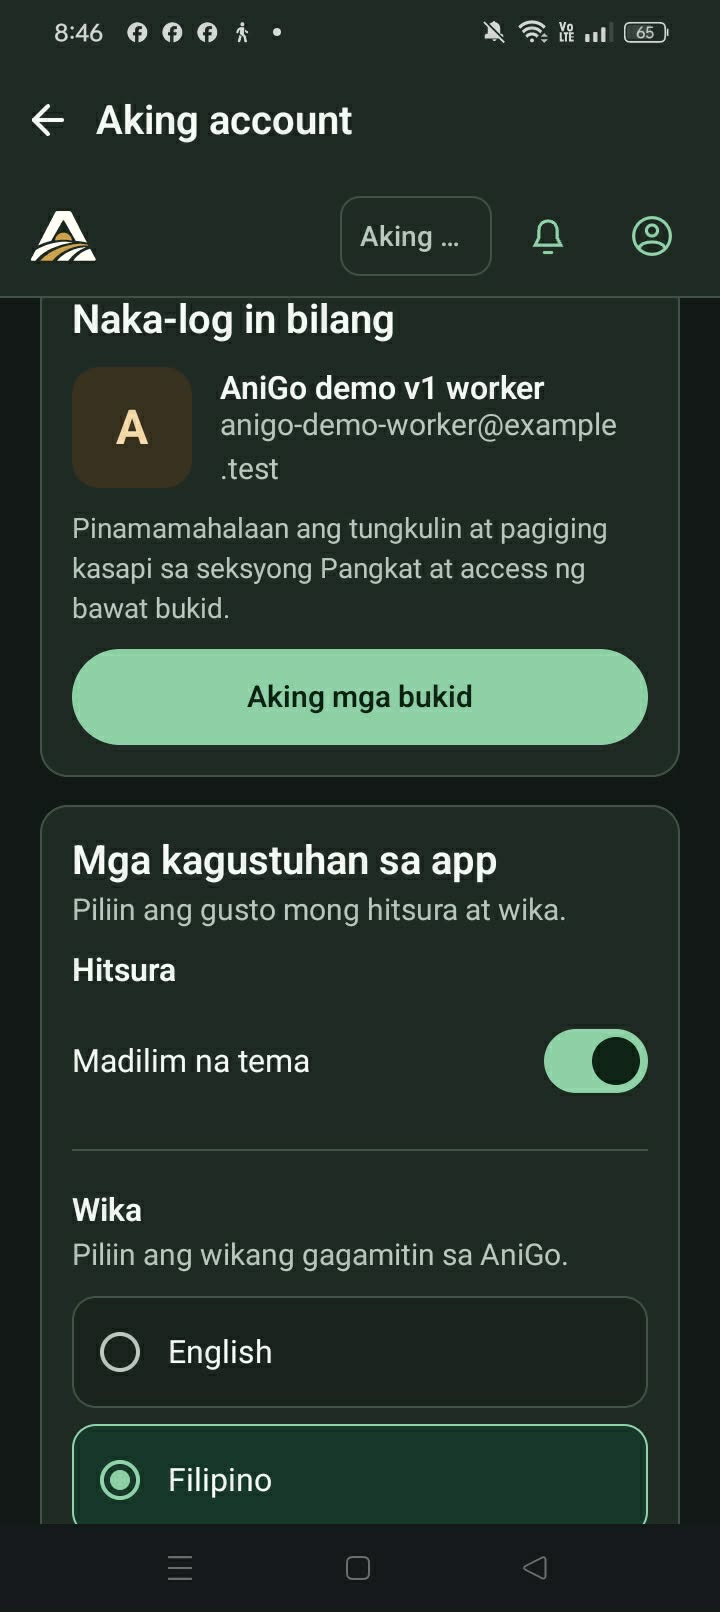 8:46
Vo LTE
65
Aking account
Aking ...
Naka-log in bilang
A
AniGo demo v1 worker
anigo-demo-worker@example
.test
Pinamamahalaan ang tungkulin at pagiging
kasapi sa seksyong Pangkat at access ng
bawat bukid.
Aking mga bukid
Mga kagustuhan sa app
Piliin ang gusto mong hitsura at wika.
Hitsura
Madilim na tema
Wika
Piliin ang wikang gagamitin sa AniGo.
English
Filipino